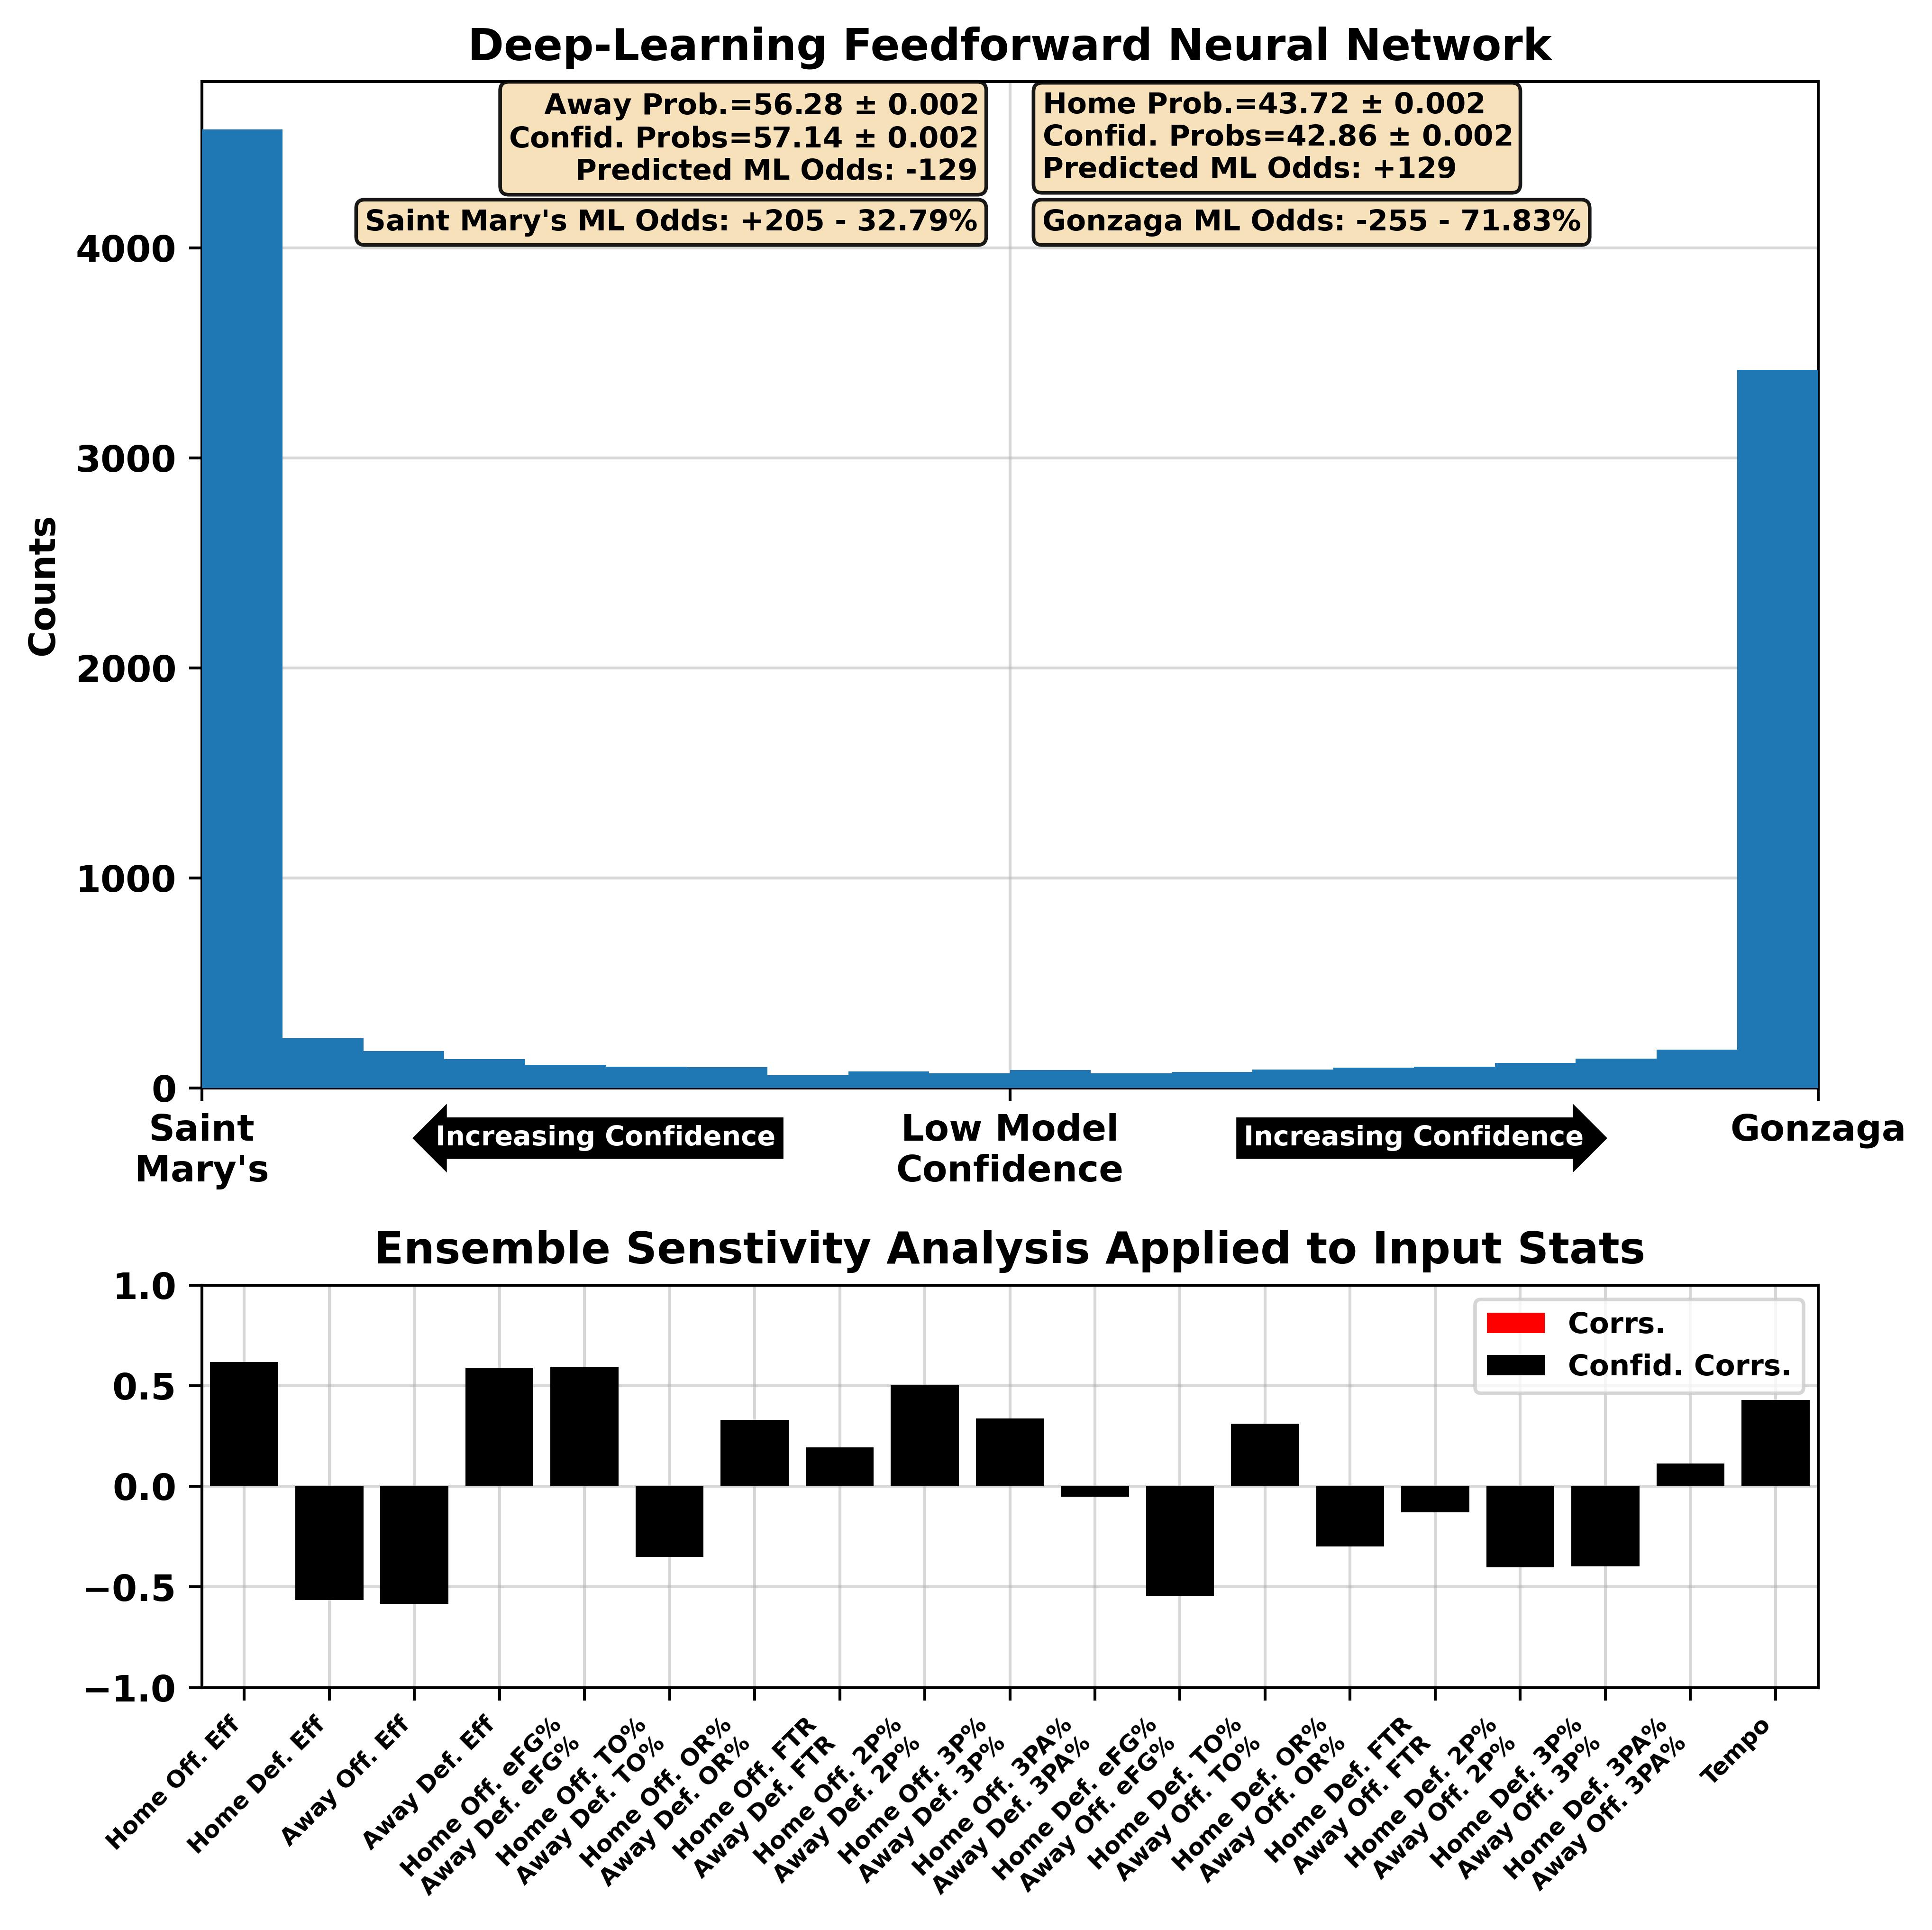 Deep-Learning Feedforward Neural Network
Away Prob.=56.28 ± 0.002
Confid. Probs=57.14 ± 0.002
Predicted ML Odds: -129
Home Prob.=43.72 ± 0.002
Confid. Probs=42.86 ± 0.002
Predicted ML Odds: +129
Saint Mary's ML Odds: +205 - 32.79%
Gonzaga ML Odds: -255 - 71.83%
Counts
4000
3000
2000
1000
0
Saint
Mary's
Increasing Confidence
Low Model
Confidence
Increasing Confidence
Gonzaga
Ensemble Senstivity Analysis Applied to Input Stats
1.0
0.5
0.0
−0.5
−1.0
Corrs.
Confid. Corrs.
Home Off. Eff
Home Def. Eff
Away Off. Eff
Away Def. Eff
Home Off. eFG%
Away Def. eFG%
Home Off. TO%
Away Def. TO%
Home Off. OR%
Away Def. OR%
Home Off. FTR
Away Def. FTR
Home Off. 2P%
Away Def. 2P%
Home Off. 3P%
Away Def. 3P%
Home Off. 3PA%
Away Def. 3PA%
Home Def. eFG%
Away Off. eFG%
Home Def. TO%
Away Off. TO%
Home Def. OR%
Away Off. OR%
Home Def. FTR
Away Off. FTR
Home Def. 2P%
Away Off. 2P%
Home Def. 3P%
Away Off. 3P%
Home Def. 3PA%
Away Off. 3PA%
Tempo